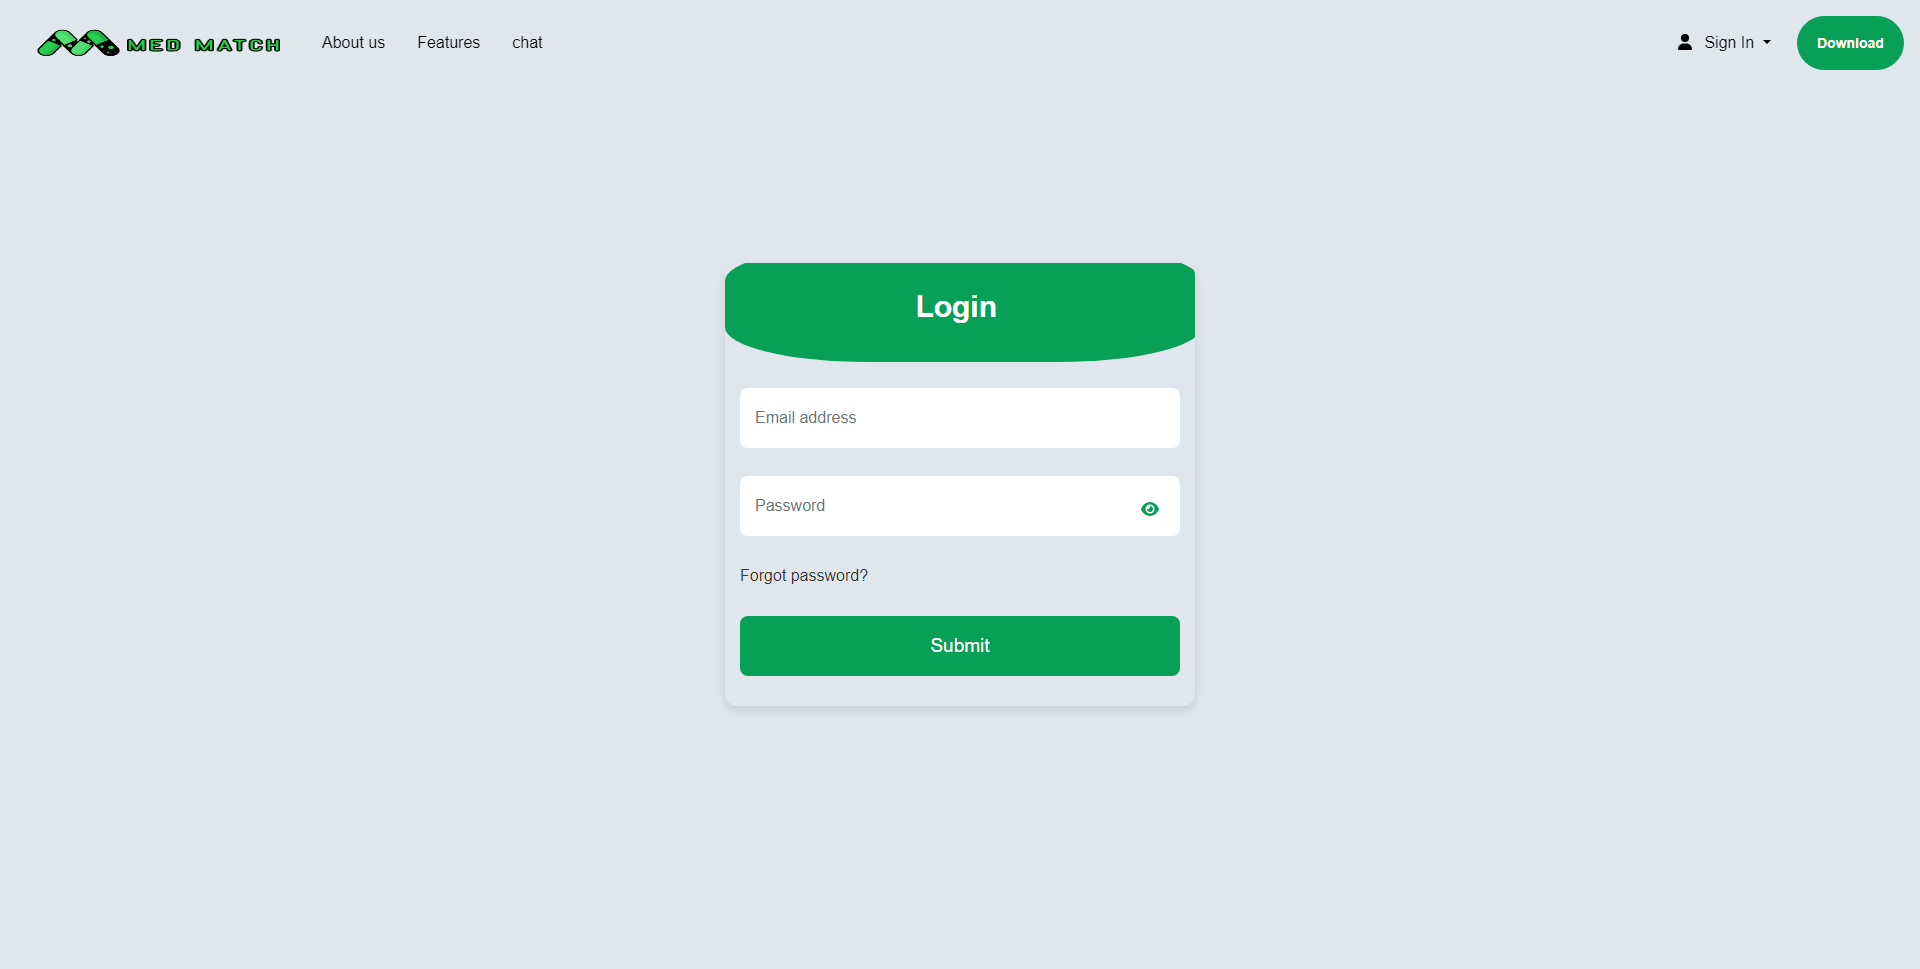 MED MATCH
About us
Features
chat
Sign In
Download
Login
Email address
Password
Forgot password?
Submit